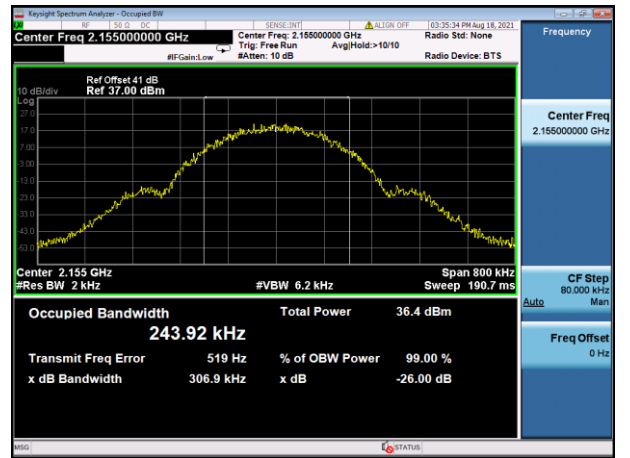 Keysight Spectrum Analyzer - Occupied BW
LXI RF 50 Ω DC SENSE:INT ALIGN OFF 03:35:34 PM Aug 18, 2021
Center Freq 2.155000000 GHz Center Freq: 2.155000000 GHz Radio Std: None Frequency
Trig: Free Run Avg|Hold:>10/10
#IFGain:Low #Atten: 10 dB Radio Device: BTS
Ref Offset 41 dB
10 dB/div Ref 37.00 dBm
Log
27.0
17.0
7.00
-3.00
-13.0
-23.0
-33.0
-43.0
-53.0
Center Freq
2.155000000 GHz
Center 2.155 GHz Span 800 kHz
#Res BW 2 kHz #VBW 6.2 kHz Sweep 190.7 ms
CF Step
80.000 kHz
Auto Man
Occupied Bandwidth Total Power 36.4 dBm
243.92 kHz
Freq Offset
0 Hz
Transmit Freq Error 519 Hz % of OBW Power 99.00 %
x dB Bandwidth 306.9 kHz x dB -26.00 dB
MSG STATUS